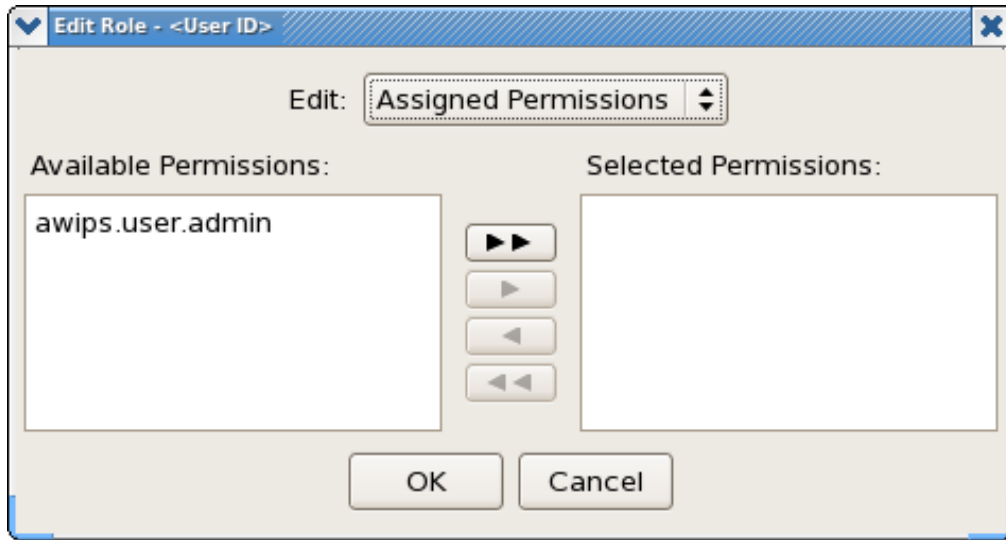 Edit Role - <User ID>
Edit: Assigned Permissions
Available Permissions: Selected Permissions:
awips.user.admin
OK Cancel